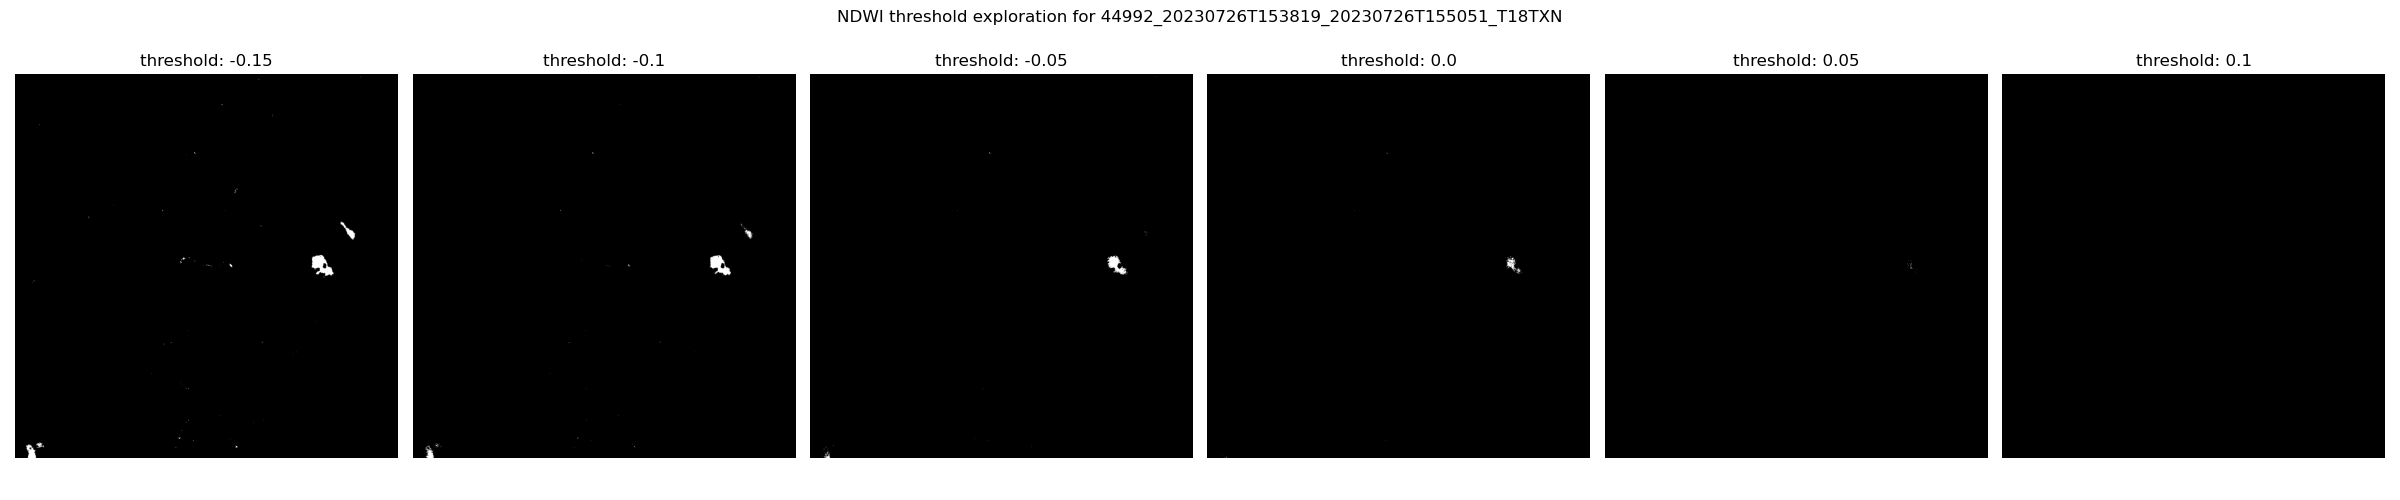 NDWI threshold exploration for 44992_20230726T153819_20230726T155051_T18TXN
threshold: -0.15
threshold: -0.1
threshold: -0.05
threshold: 0.0
threshold: 0.05
threshold: 0.1